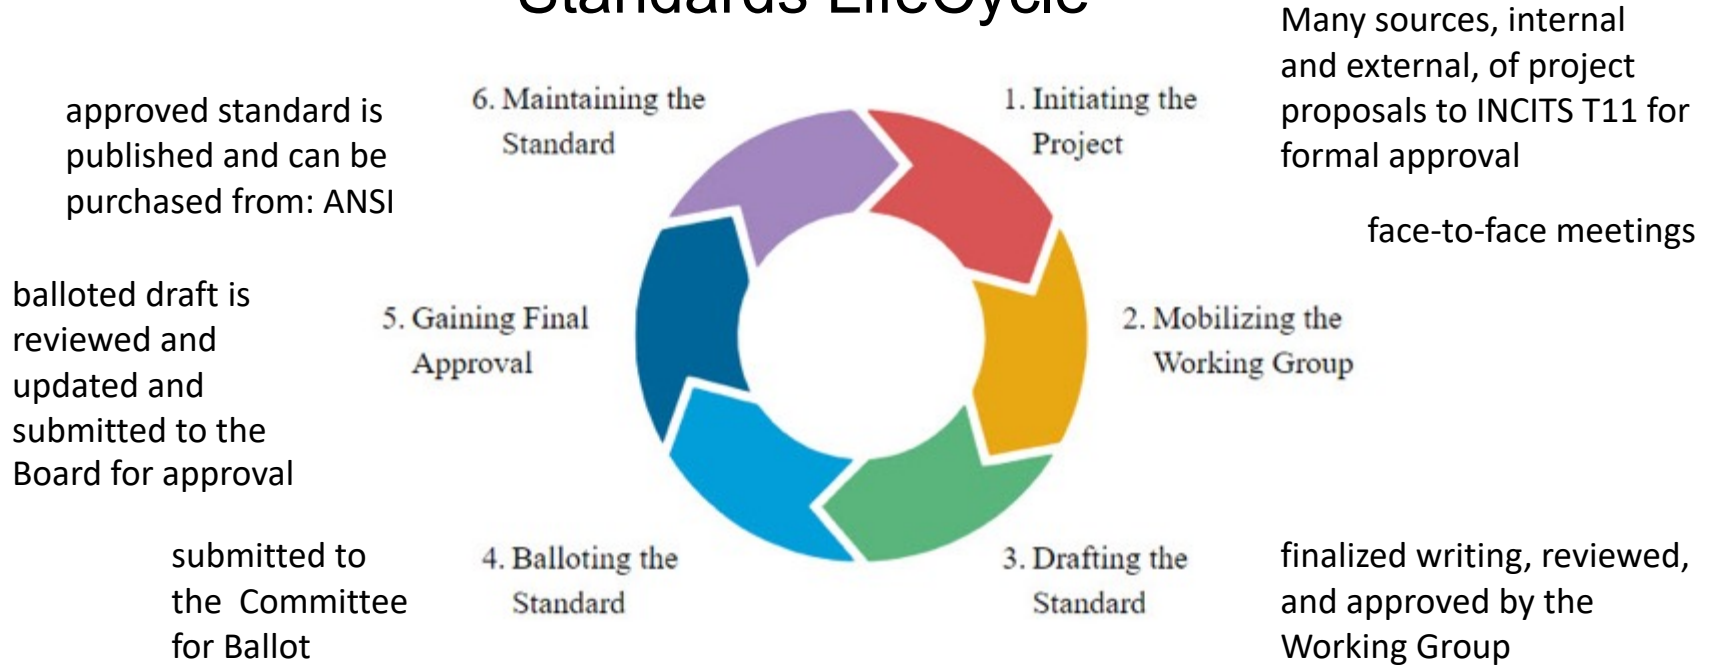 Standards LifeCycle
Many sources, internal
and external, of project
proposals to INCITS T11 for
formal approval
1. Initiating the
Project
face-to-face meetings
2. Mobilizing the
Working Group
3. Drafting the
Standard
finalized writing, reviewed,
and approved by the
Working Group
4. Balloting the
Standard
submitted to
the  Committee
for Ballot
5. Gaining Final
Approval
balloted draft is
reviewed and
updated and
submitted to the
Board for approval
6. Maintaining the
Standard
approved standard is
published and can be
purchased from: ANSI